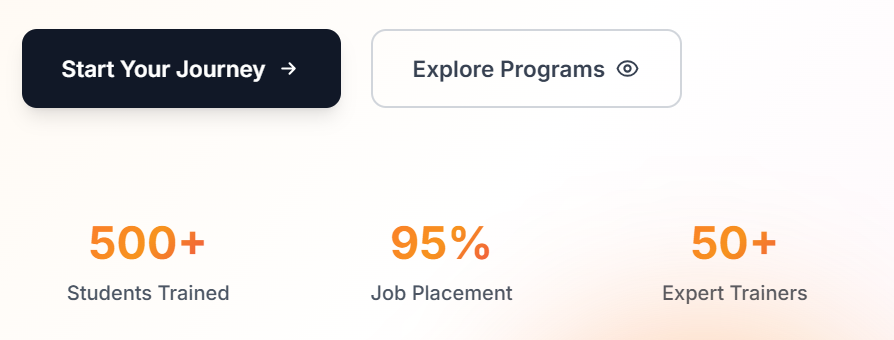 Start Your Journey →
Explore Programs
500+
95%
50+
Students Trained
Job Placement
Expert Trainers